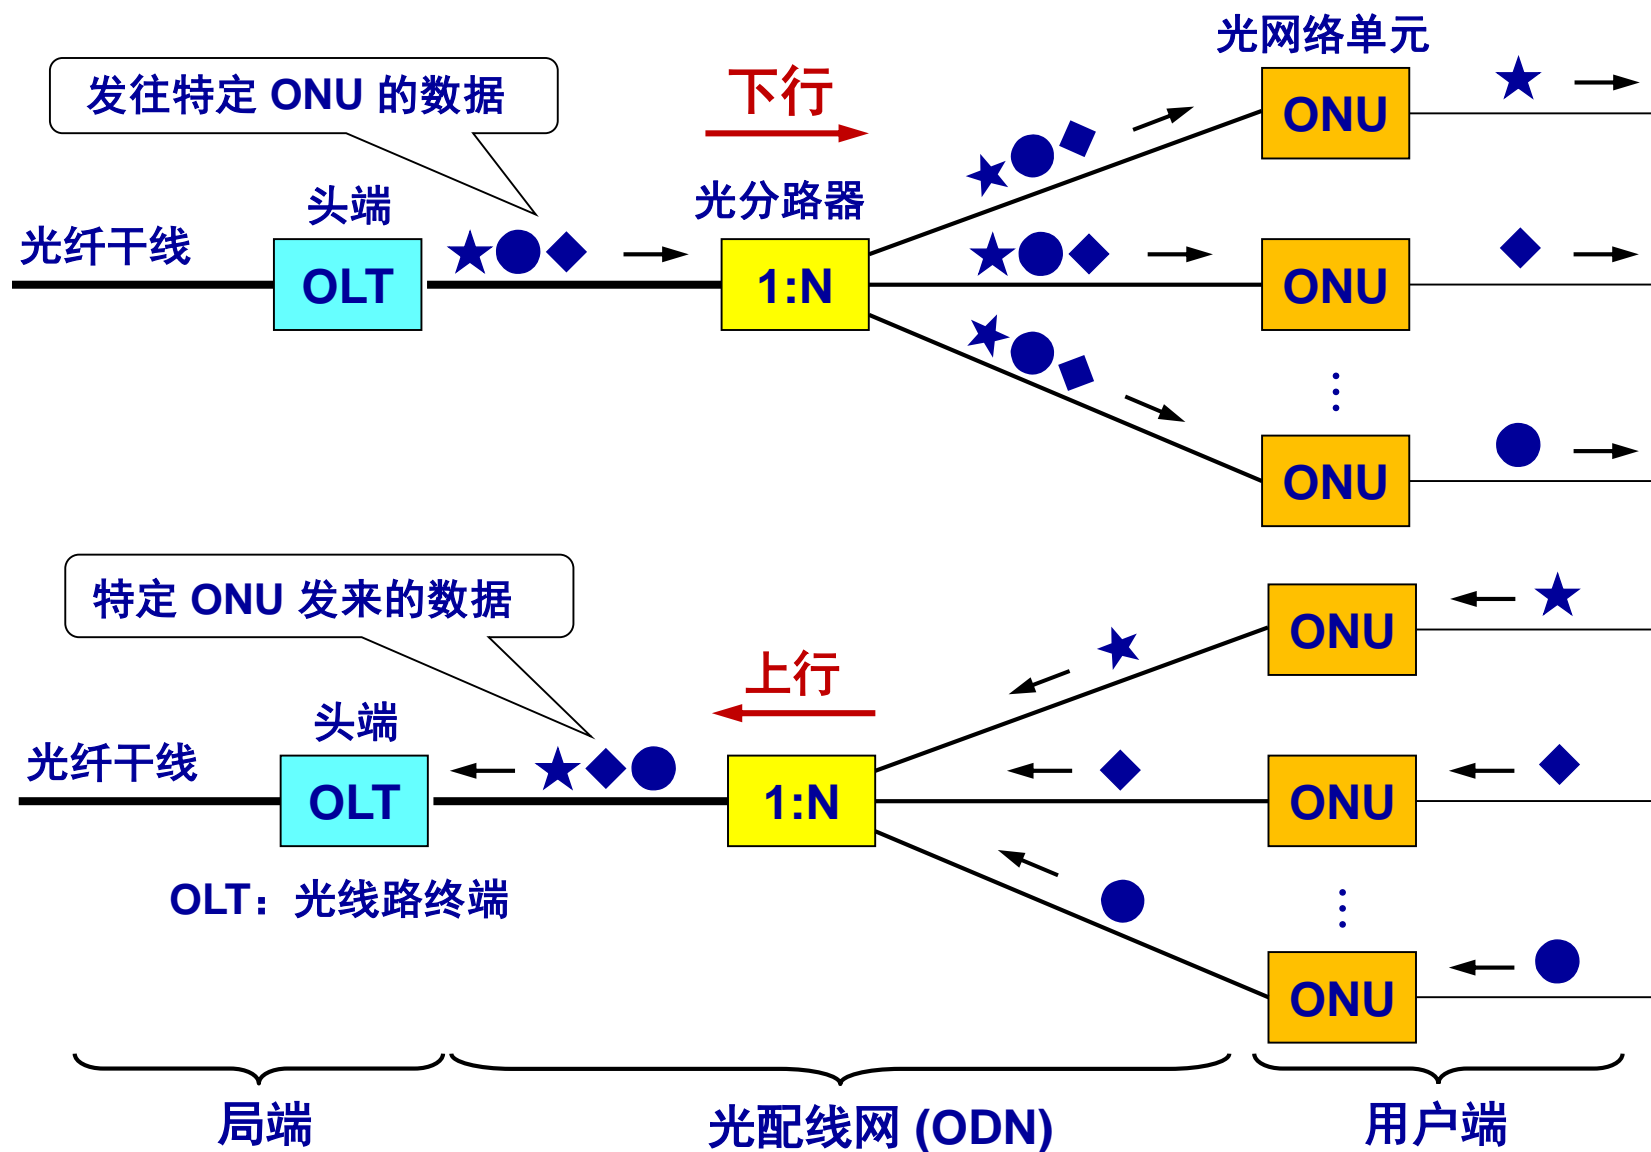 光网络单元
发往特定 ONU 的数据
下行
ONU
头端
光分路器
光纤干线
OLT
1:N
ONU
…
ONU
特定 ONU 发来的数据
上行
ONU
头端
光纤干线
OLT
1:N
ONU
OLT：光线路终端
…
ONU
局端
光配线网 (ODN)
用户端